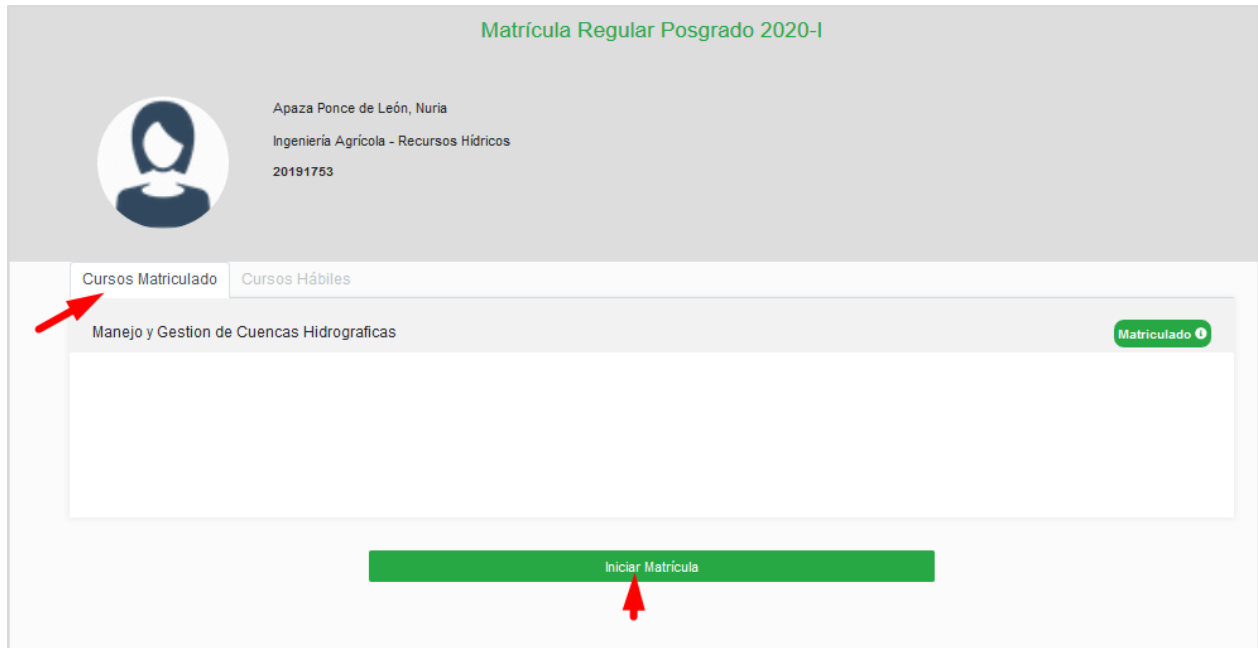 Matrícula Regular Posgrado 2020-I
Apaza Ponce de León, Nuria
Ingeniería Agrícola - Recursos Hídricos
20191753
Cursos Matriculado
Cursos Hábiles
Manejo y Gestion de Cuencas Hidrograficas
Matriculado
Iniciar Matrícula